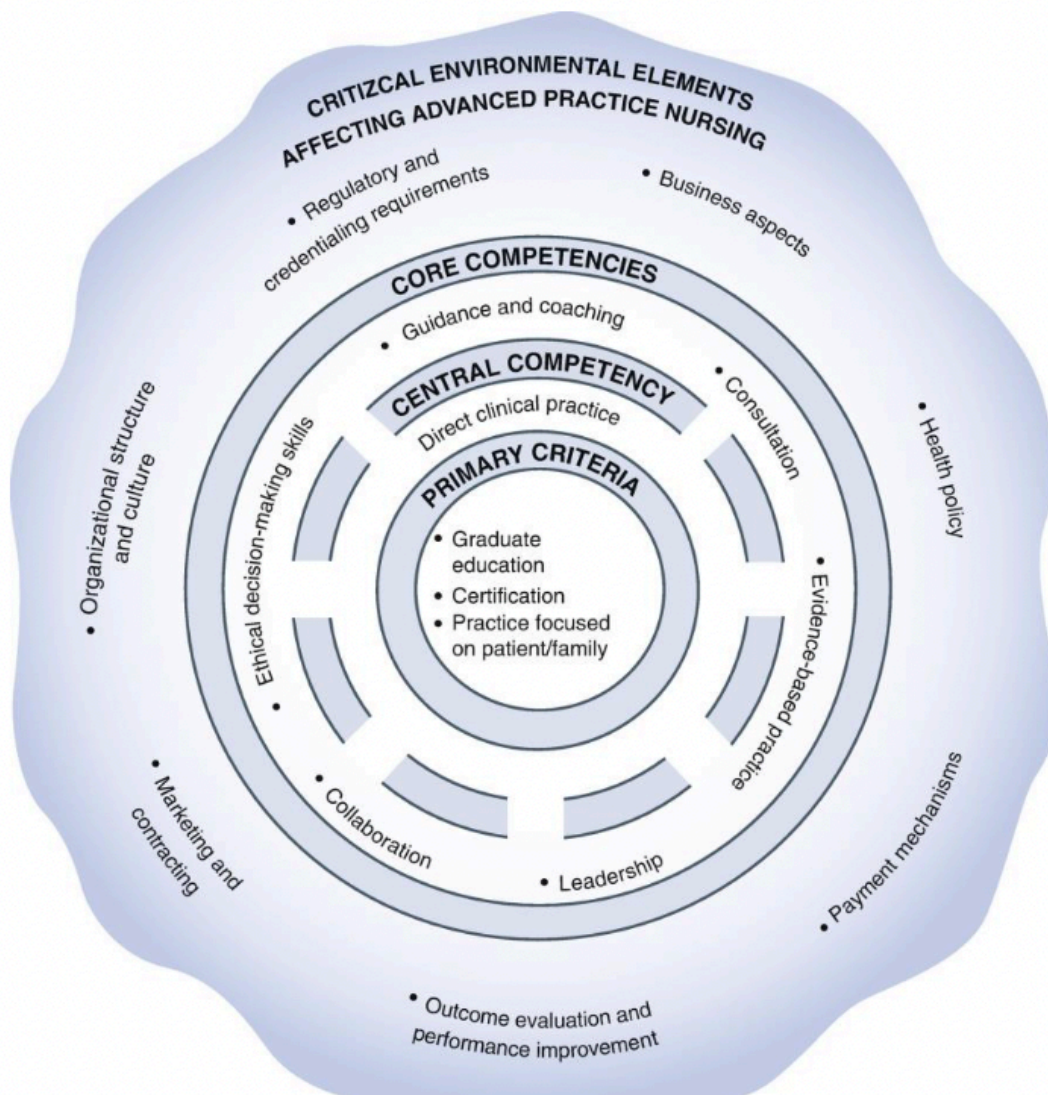 CRITIZCAL ENVIRONMENTAL ELEMENTS
AFFECTING ADVANCED PRACTICE NURSING
• Regulatory and
credentialing requirements
• Business aspects
• Health policy
• Payment mechanisms
• Outcome evaluation and
performance improvement
• Marketing and
contracting
• Organizational structure
and culture
CORE COMPETENCIES
• Guidance and coaching
• Consultation
• Evidence-based practice
• Leadership
• Collaboration
• Ethical decision-making skills
CENTRAL COMPETENCY
Direct clinical practice
PRIMARY CRITERIA
• Graduate
education
• Certification
• Practice focused
on patient/family